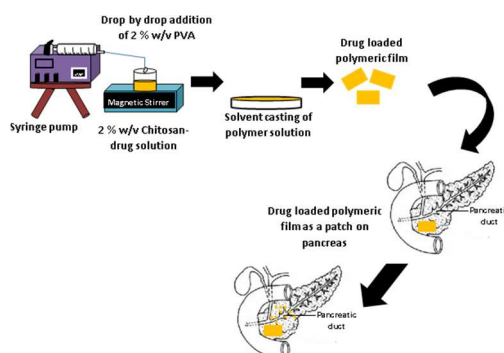 Drop by drop addition
of 2 % w/v PVA
Syringe pump
Magnetic Stirrer
2 % w/v Chitosan-
drug solution
Solvent casting of
polymer solution
Drug loaded
polymeric film
Pancreatic
duct
Drug loaded polymeric
film as a patch on
pancreas
Pancreatic
duct